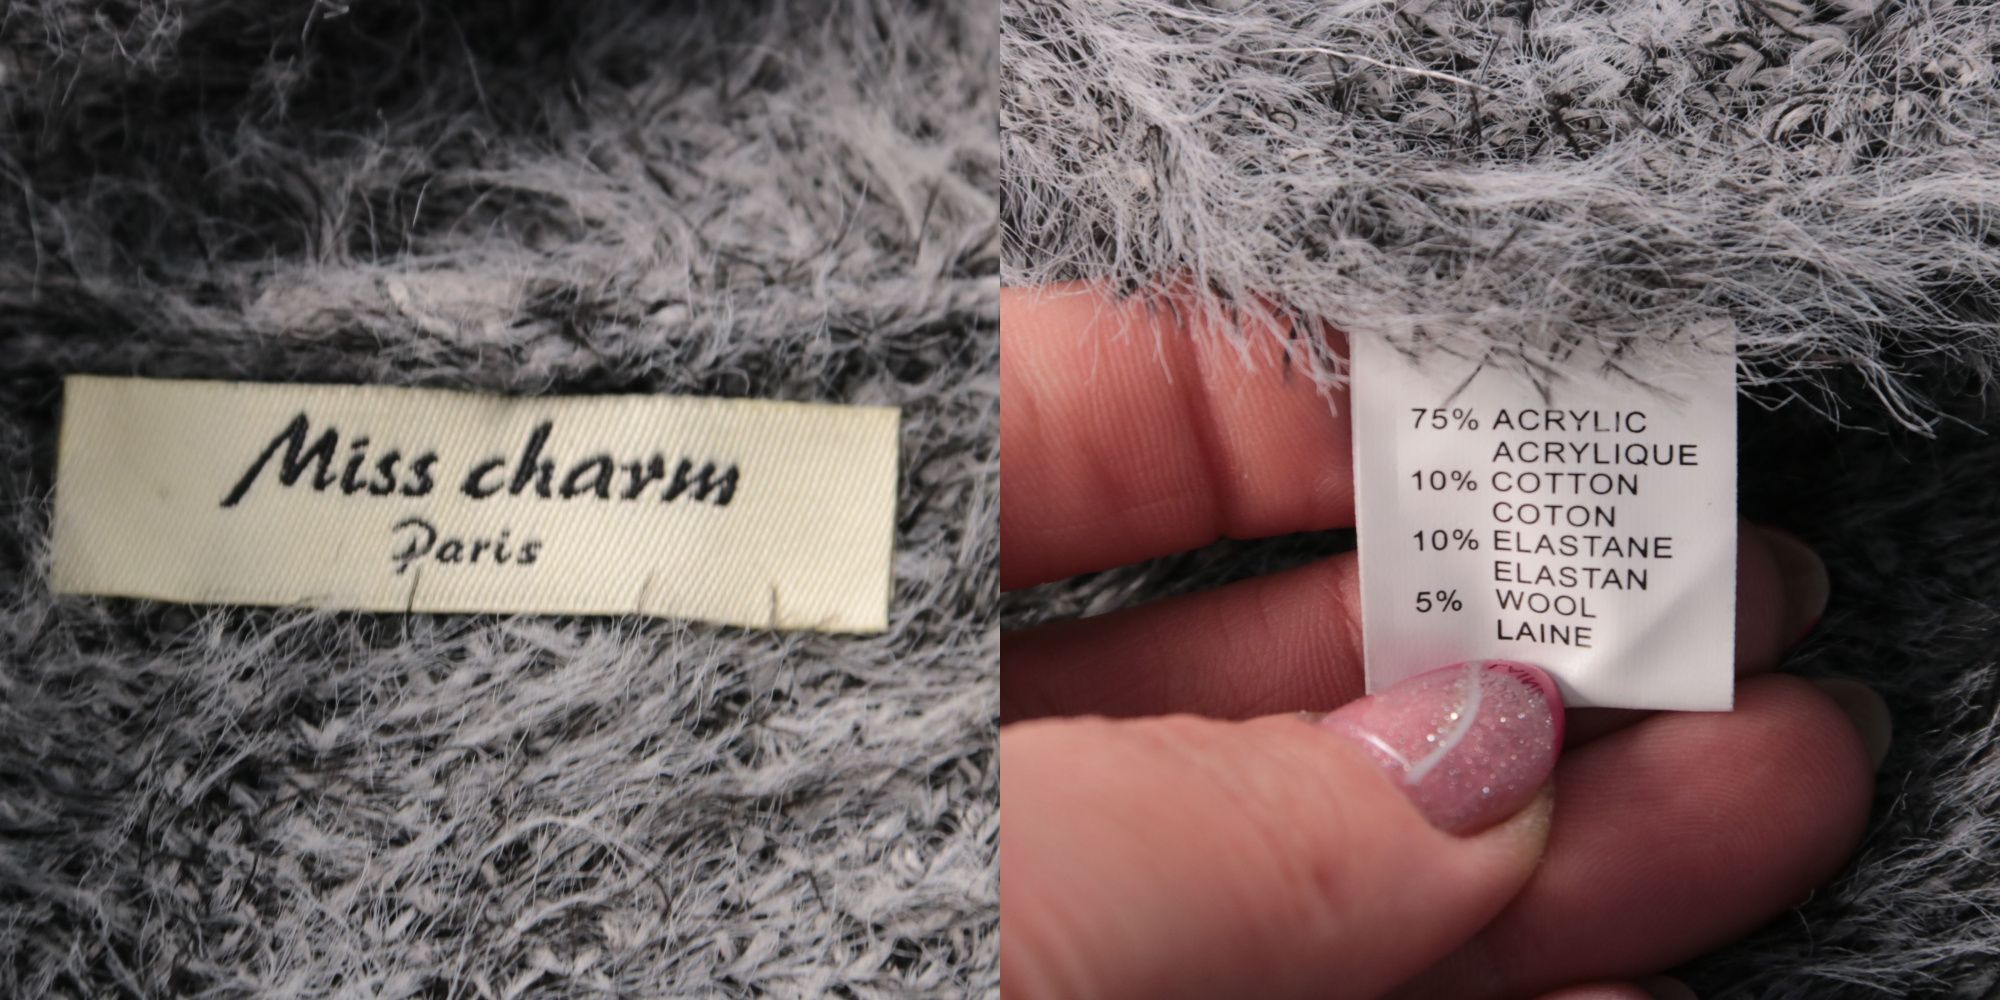 Miss charm
Paris
75% ACRYLIC
ACRYLIQUE
10% COTTON
COTON
10% ELASTANE
ELASTAN
5% WOOL
LAINE